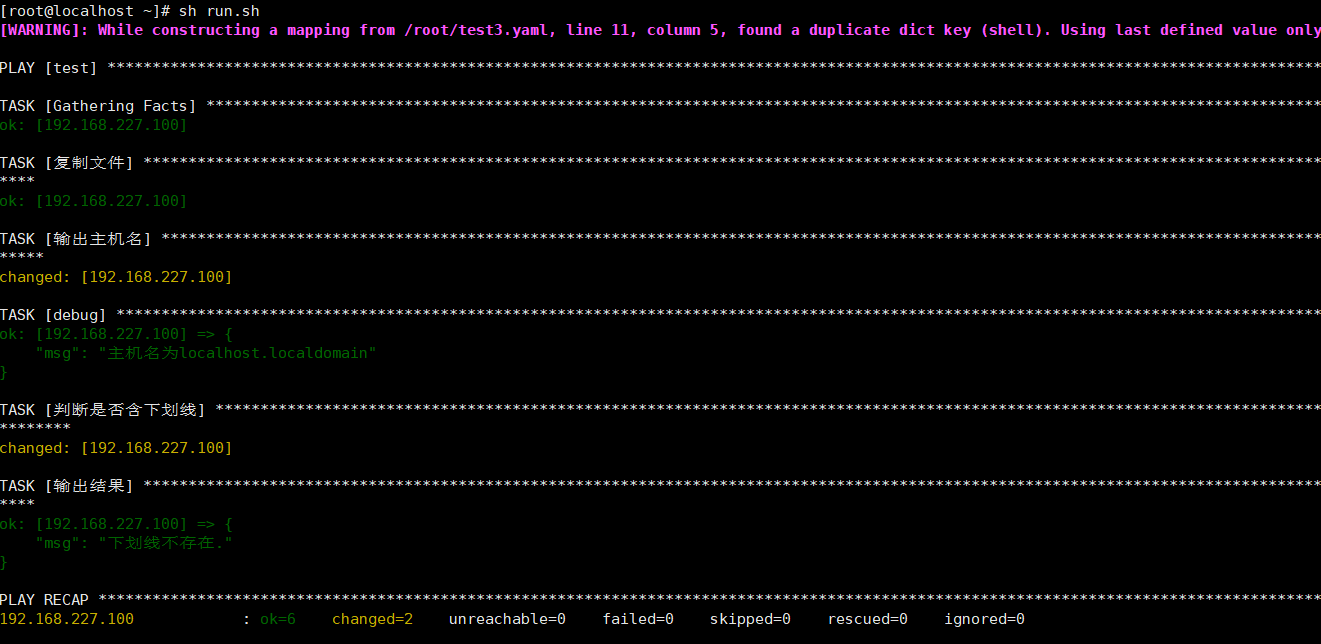 [root@localhost ~]# sh run.sh
[WARNING]: While constructing a mapping from /root/test3.yaml, line 11, column 5, found a duplicate dict key (shell). Using last defined value only
PLAY [test] ****************************************************************************************************************************************
TASK [Gathering Facts] *****************************************************************************************************************************
ok: [192.168.227.100]
TASK [复制文件] ***********************************************************************************************************************************
****
ok: [192.168.227.100]
TASK [输出主机名] *********************************************************************************************************************************
*****
changed: [192.168.227.100]
TASK [debug] ***************************************************************************************************************************************
ok: [192.168.227.100] => {
    "msg": "主机名为localhost.localdomain"
}
TASK [判断是否含下划线] ***************************************************************************************************************************
********
changed: [192.168.227.100]
TASK [输出结果] ***********************************************************************************************************************************
****
ok: [192.168.227.100] => {
    "msg": "下划线不存在."
}
PLAY RECAP *****************************************************************************************************************************************
192.168.227.100            : ok=6    changed=2    unreachable=0    failed=0    skipped=0    rescued=0    ignored=0